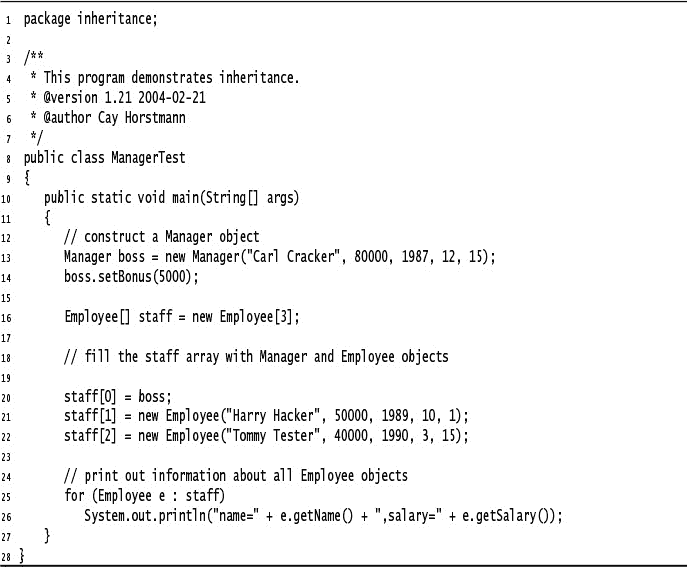 1 package inheritance;
2
3 /**
4  * This program demonstrates inheritance.
5  * @version 1.21 2004-02-21
6  * @author Cay Horstmann
7  */
8 public class ManagerTest
9 {
10    public static void main(String[] args)
11    {
12       // construct a Manager object
13       Manager boss = new Manager("Carl Cracker", 80000, 1987, 12, 15);
14       boss.setBonus(5000);
15
16       Employee[] staff = new Employee[3];
17
18       // fill the staff array with Manager and Employee objects
19
20       staff[0] = boss;
21       staff[1] = new Employee("Harry Hacker", 50000, 1989, 10, 1);
22       staff[2] = new Employee("Tommy Tester", 40000, 1990, 3, 15);
23
24       // print out information about all Employee objects
25       for (Employee e : staff)
26          System.out.println("name=" + e.getName() + ",salary=" + e.getSalary());
27    }
28 }